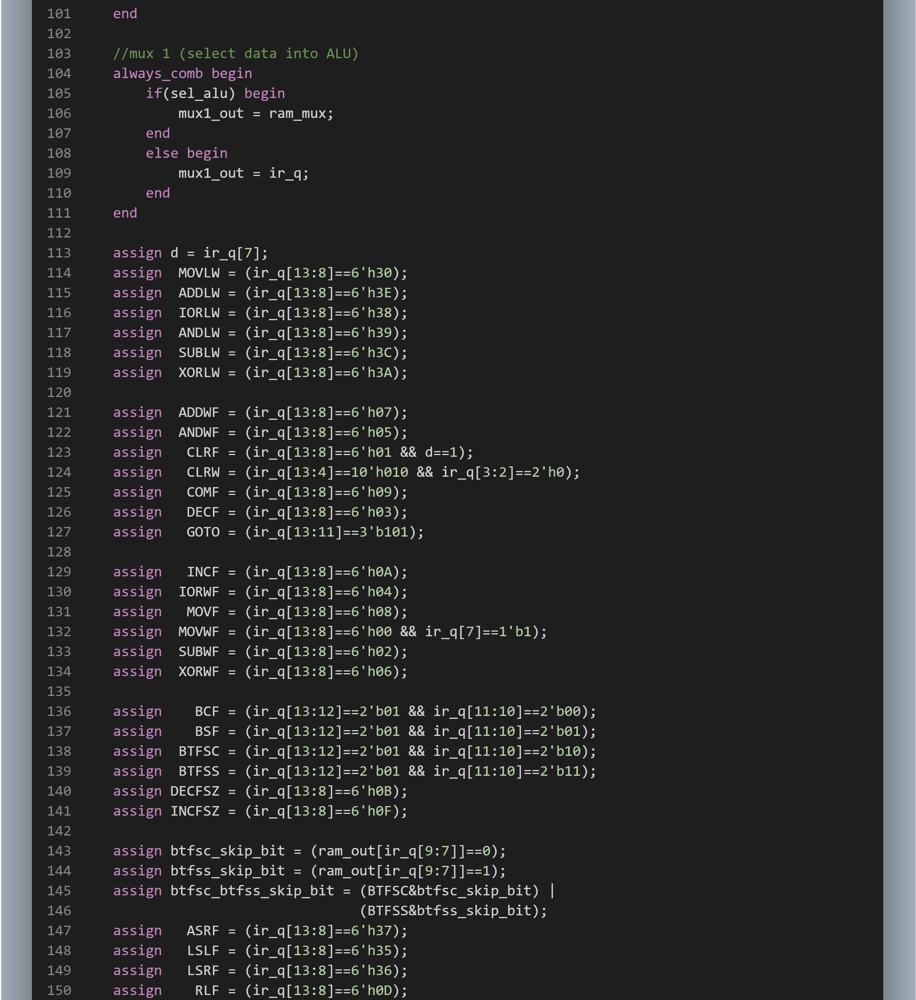 101     end
102
103     //mux 1 (select data into ALU)
104     always_comb begin
105         if(sel_alu) begin
106             mux1_out = ram_mux;
107         end
108         else begin
109             mux1_out = ir_q;
110         end
111     end
112
113     assign d = ir_q[7];
114     assign  MOVLW = (ir_q[13:8]==6'h30);
115     assign  ADDLW = (ir_q[13:8]==6'h3E);
116     assign  IORLW = (ir_q[13:8]==6'h38);
117     assign  ANDLW = (ir_q[13:8]==6'h39);
118     assign  SUBLW = (ir_q[13:8]==6'h3C);
119     assign  XORLW = (ir_q[13:8]==6'h3A);
120
121     assign  ADDWF = (ir_q[13:8]==6'h07);
122     assign  ANDWF = (ir_q[13:8]==6'h05);
123     assign   CLRF = (ir_q[13:8]==6'h01 && d==1);
124     assign   CLRW = (ir_q[13:4]==10'h010 && ir_q[3:2]==2'h0);
125     assign   COMF = (ir_q[13:8]==6'h09);
126     assign   DECF = (ir_q[13:8]==6'h03);
127     assign   GOTO = (ir_q[13:11]==3'b101);
128
129     assign   INCF = (ir_q[13:8]==6'h0A);
130     assign  IORWF = (ir_q[13:8]==6'h04);
131     assign   MOVF = (ir_q[13:8]==6'h08);
132     assign  MOVWF = (ir_q[13:8]==6'h00 && ir_q[7]==1'b1);
133     assign  SUBWF = (ir_q[13:8]==6'h02);
134     assign  XORWF = (ir_q[13:8]==6'h06);
135
136     assign    BCF = (ir_q[13:12]==2'b01 && ir_q[11:10]==2'b00);
137     assign    BSF = (ir_q[13:12]==2'b01 && ir_q[11:10]==2'b01);
138     assign  BTFSC = (ir_q[13:12]==2'b01 && ir_q[11:10]==2'b10);
139     assign  BTFSS = (ir_q[13:12]==2'b01 && ir_q[11:10]==2'b11);
140     assign DECFSZ = (ir_q[13:8]==6'h0B);
141     assign INCFSZ = (ir_q[13:8]==6'h0F);
142
143     assign btfsc_skip_bit = (ram_out[ir_q[9:7]]==0);
144     assign btfss_skip_bit = (ram_out[ir_q[9:7]]==1);
145     assign btfsc_btfss_skip_bit = (BTFSC&btfsc_skip_bit) |
146                                   (BTFSS&btfss_skip_bit);
147     assign   ASRF = (ir_q[13:8]==6'h37);
148     assign   LSLF = (ir_q[13:8]==6'h35);
149     assign   LSRF = (ir_q[13:8]==6'h36);
150     assign    RLF = (ir_q[13:8]==6'h0D);